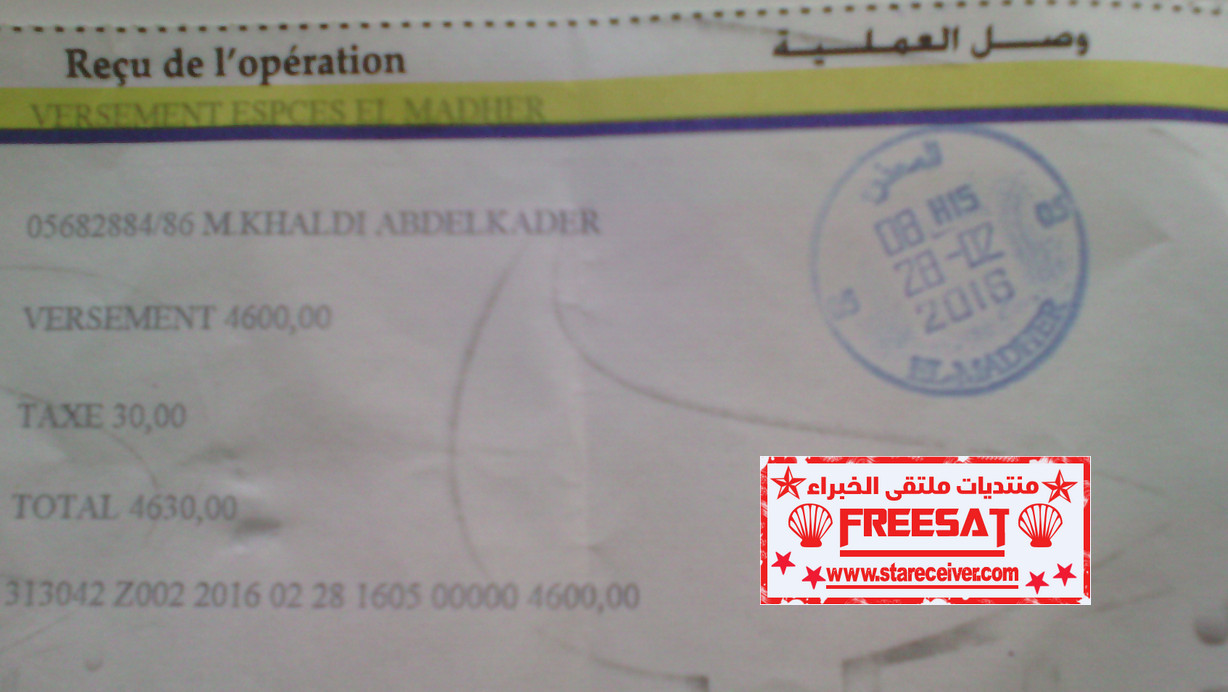 Reçu de l'opération
وصل العملية
VERSEMENT ESPCES EL MADHER
05682884/86 M.KHALDI ABDELKADER
VERSEMENT 4600,00
TAXE 30,00
TOTAL 4630,00
313042 Z002 2016 02 28 1605 00000 4600,00
08 H15
28-02
2016
EL-MADHER
منتديات ملتقى الخبراء
FREESAT
www.stareceiver.com